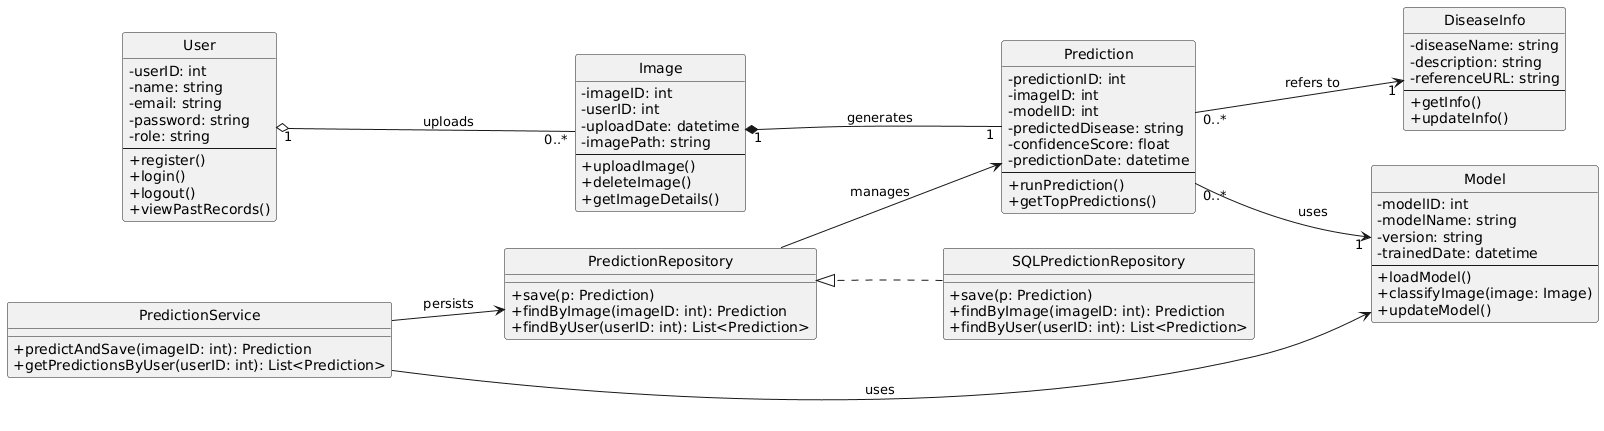 User
-userID: int
-name: string
-email: string
-password: string
-role: string
+register()
+login()
+logout()
+viewPastRecords()
1
uploads
0..*
Image
-imageID: int
-userID: int
-uploadDate: datetime
-imagePath: string
+uploadImage()
+deleteImage()
+getImageDetails()
1
generates
1
Prediction
-predictionID: int
-imageID: int
-modelID: int
-predictedDisease: string
-confidenceScore: float
-predictionDate: datetime
+runPrediction()
+getTopPredictions()
0..*
refers to
1
DiseaseInfo
-diseaseName: string
-description: string
-referenceURL: string
+getInfo()
+updateInfo()
0..*
uses
1
Model
-modelID: int
-modelName: string
-version: string
-trainedDate: datetime
+loadModel()
+classifyImage(image: Image)
+updateModel()
manages
PredictionRepository
+save(p: Prediction)
+findByImage(imageID: int): Prediction
+findByUser(userID: int): List<Prediction>
SQLPredictionRepository
+save(p: Prediction)
+findByImage(imageID: int): Prediction
+findByUser(userID: int): List<Prediction>
persists
PredictionService
+predictAndSave(imageID: int): Prediction
+getPredictionsByUser(userID: int): List<Prediction>
uses